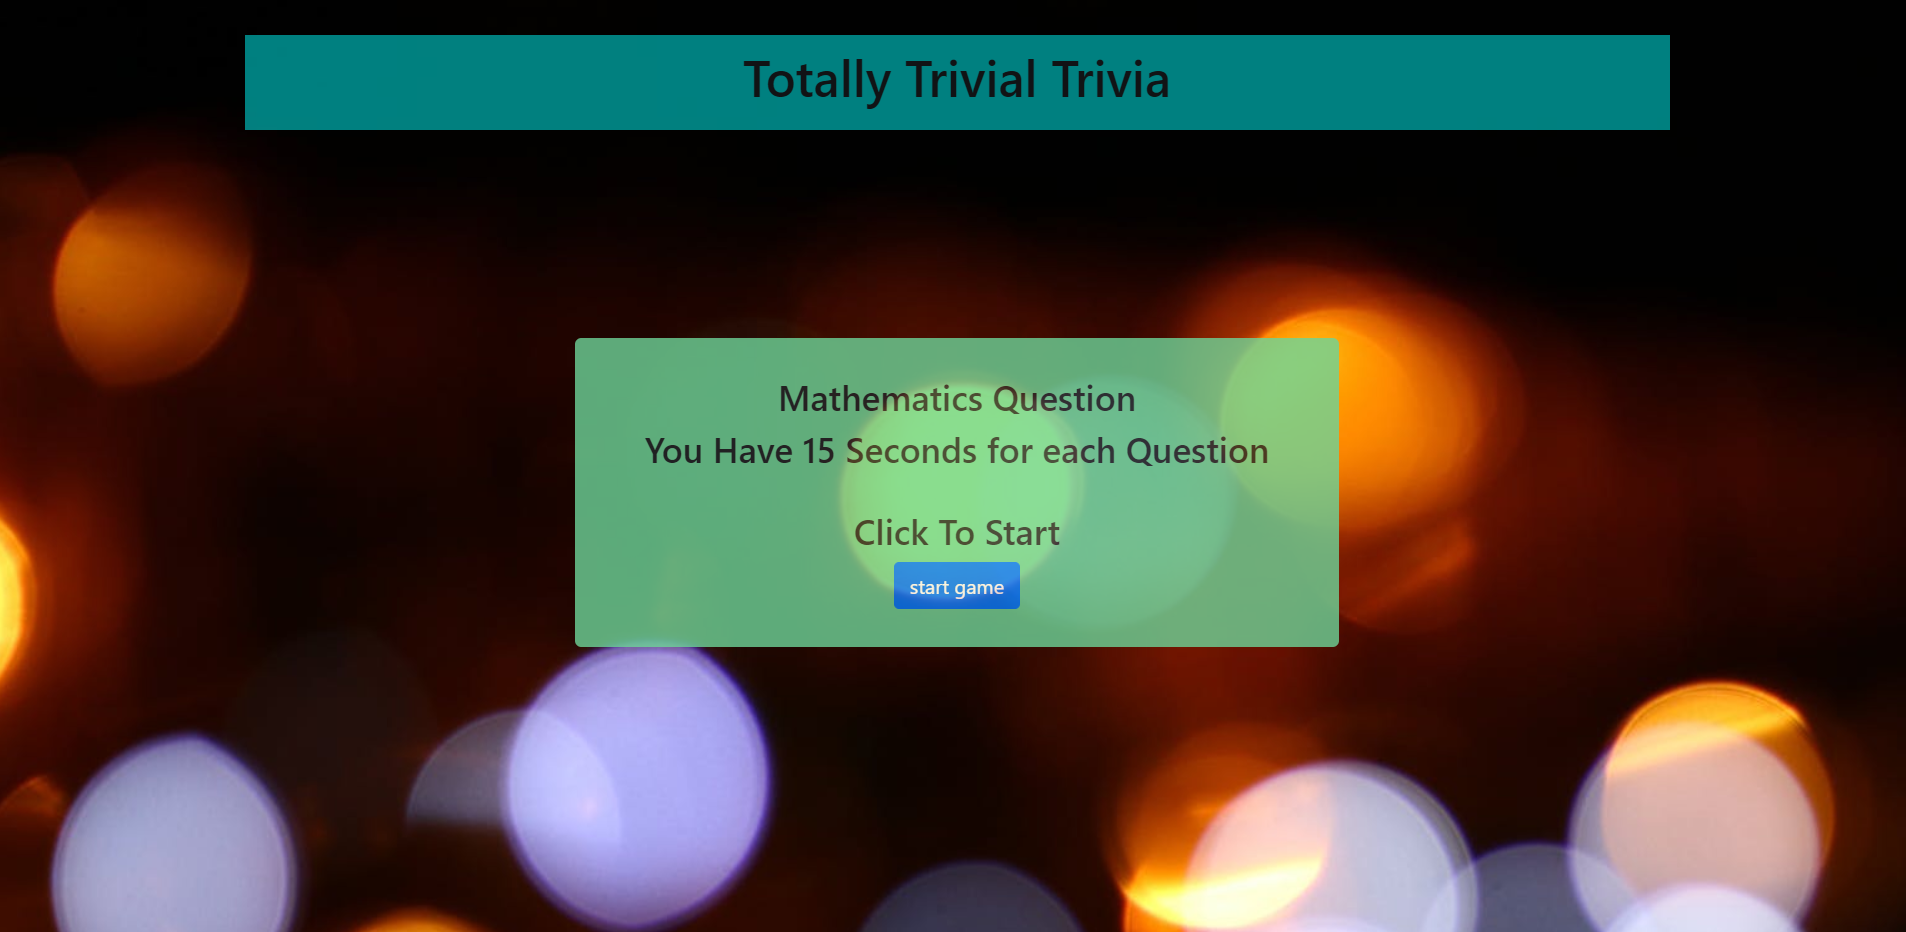 Totally Trivial Trivia
Mathematics Question
You Have 15 Seconds for each Question
Click To Start
start game